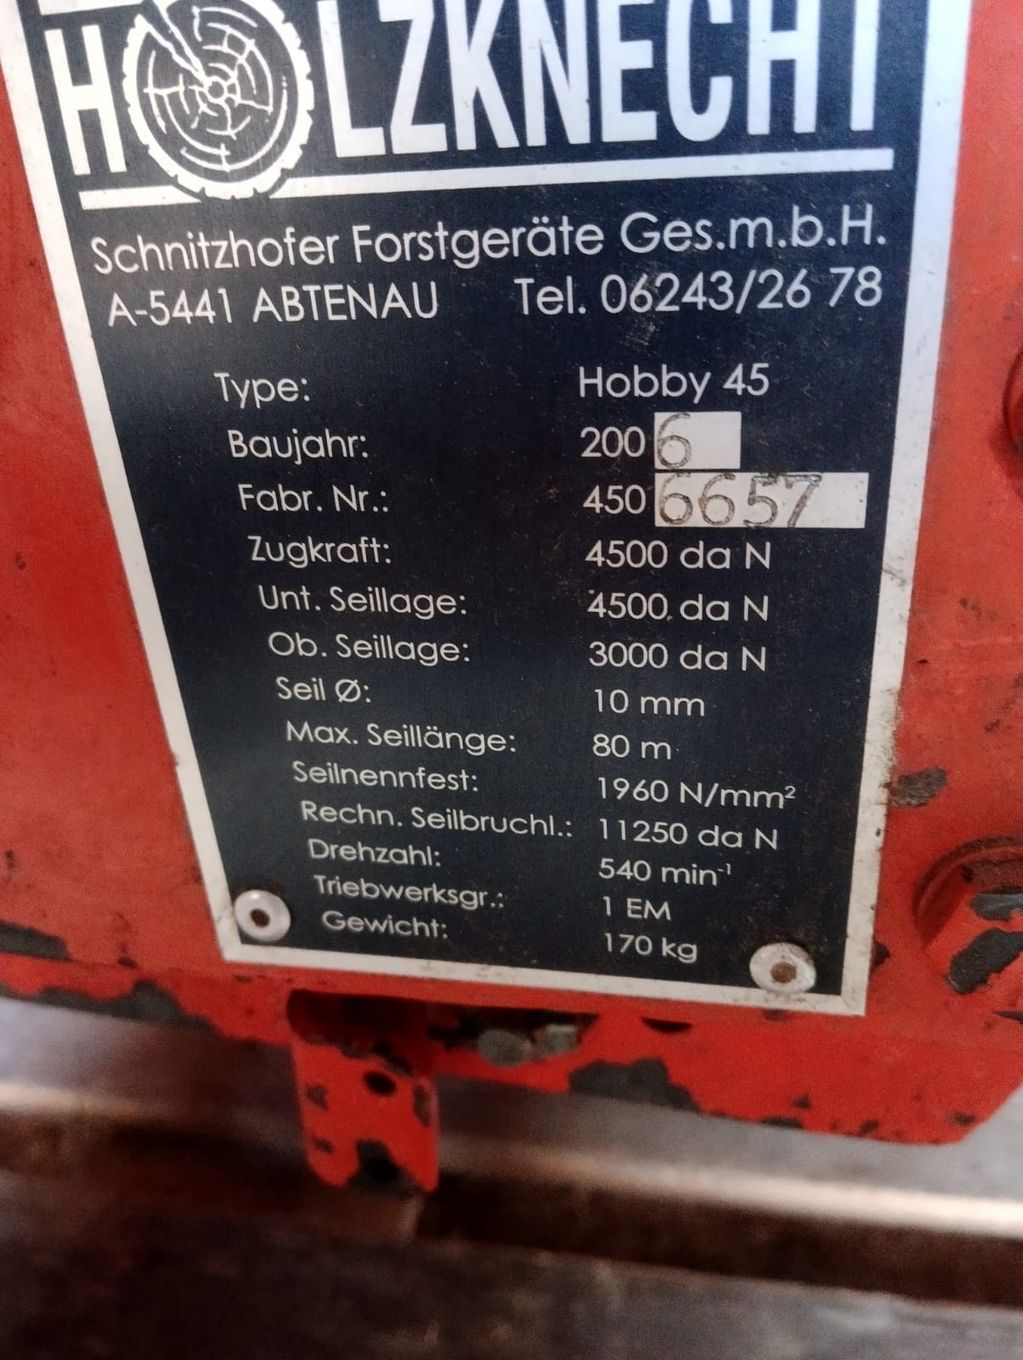 HOLZKNECHT
Schnitzhofer Forstgeräte Ges.m.b.H.
A-5441 ABTENAU Tel. 06243/26 78
Type: Hobby 45
Baujahr: 2006
Fabr. Nr.: 4506657
Zugkraft: 4500 da N
Unt. Seillage: 4500 da N
Ob. Seillage: 3000 da N
Seil Ø: 10 mm
Max. Seillänge: 80 m
Seilnennfest: 1960 N/mm²
Rechn. Seilbruchl.: 11250 da N
Drehzahl: 540 min⁻¹
Triebwerksgr.: 1 EM
Gewicht: 170 kg